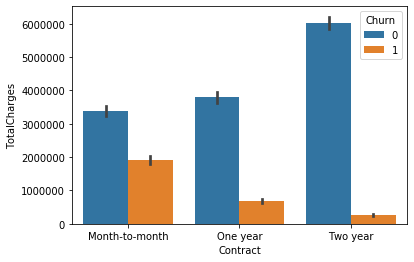 6000000
5000000
4000000
3000000
2000000
1000000
0
TotalCharges
Churn
0
1
Month-to-month
One year
Two year
Contract